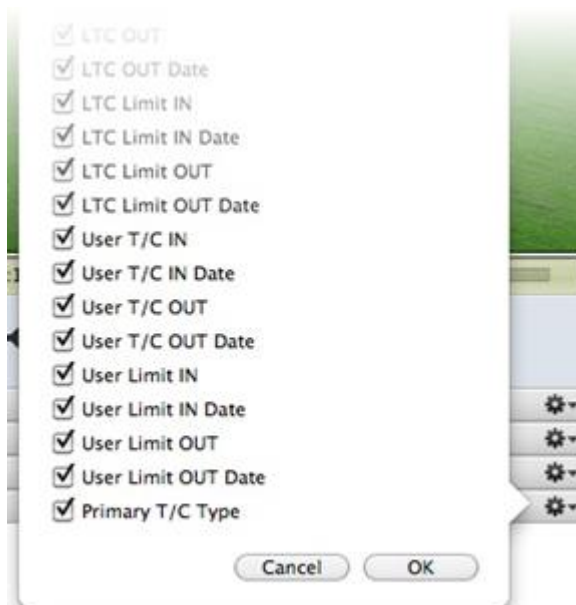 LTC OUT
LTC OUT Date
LTC Limit IN
LTC Limit IN Date
LTC Limit OUT
LTC Limit OUT Date
User T/C IN
User T/C IN Date
User T/C OUT
User T/C OUT Date
User Limit IN
User Limit IN Date
User Limit OUT
User Limit OUT Date
Primary T/C Type
Cancel OK